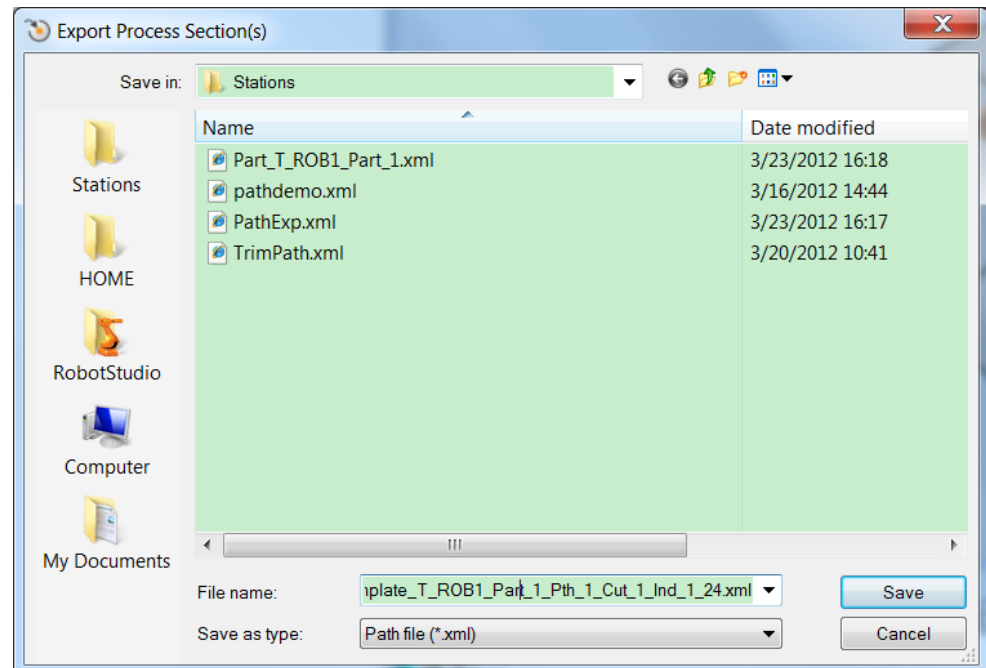 Export Process Section(s)
Save in:
Stations
Name
Date modified
Part_T_ROB1_Part_1.xml
3/23/2012 16:18
pathdemo.xml
3/16/2012 14:44
PathExp.xml
3/23/2012 16:17
TrimPath.xml
3/20/2012 10:41
Stations
HOME
RobotStudio
Computer
My Documents
File name:
nplate_T_ROB1_Part_1_Pth_1_Cut_1_Ind_1_24.xml
Save
Save as type:
Path file (*.xml)
Cancel